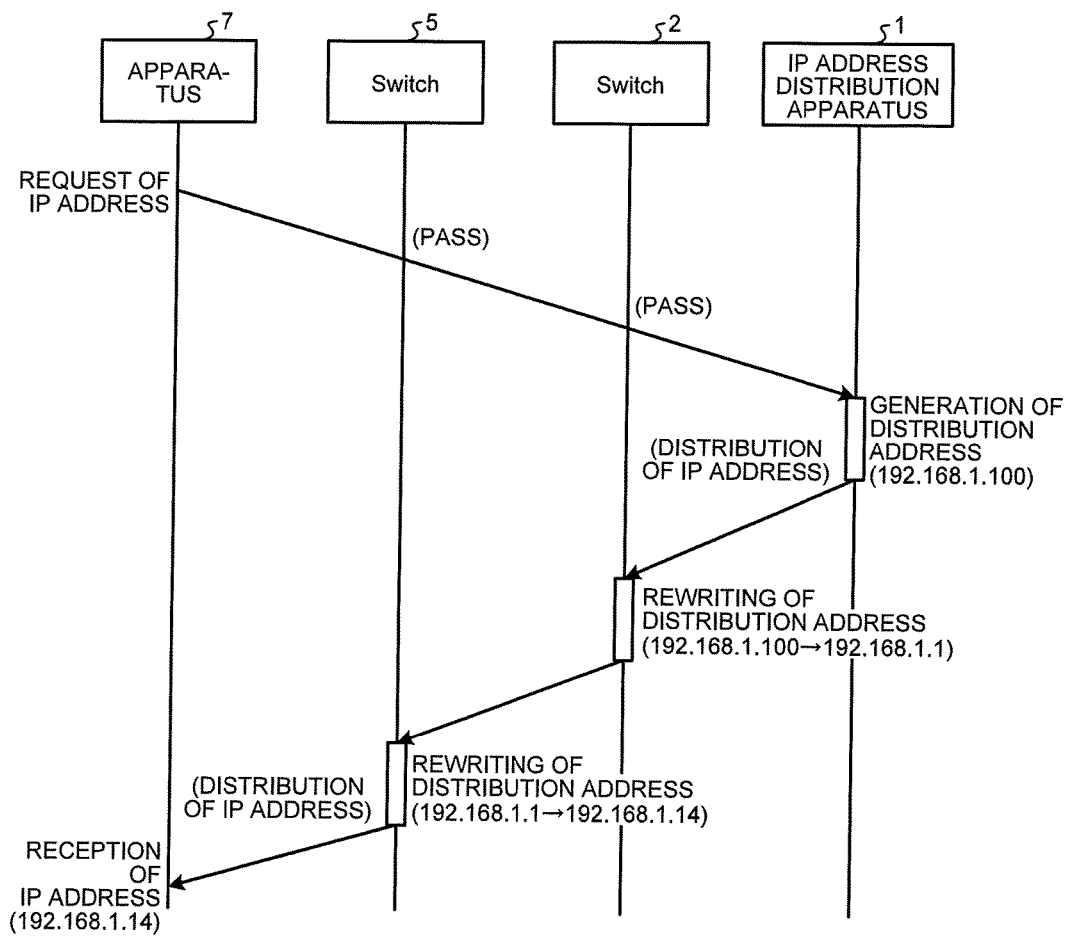 7
5
2
1
APPARA-
TUS
Switch
Switch
IP ADDRESS
DISTRIBUTION
APPARATUS
REQUEST OF
IP ADDRESS
(PASS)
(PASS)
GENERATION OF
DISTRIBUTION
ADDRESS
(192.168.1.100)
(DISTRIBUTION
OF IP ADDRESS)
REWRITING OF
DISTRIBUTION ADDRESS
(192.168.1.100→192.168.1.1)
REWRITING OF
DISTRIBUTION ADDRESS
(192.168.1.1→192.168.1.14)
(DISTRIBUTION
OF IP ADDRESS)
RECEPTION
OF
IP ADDRESS
(192.168.1.14)